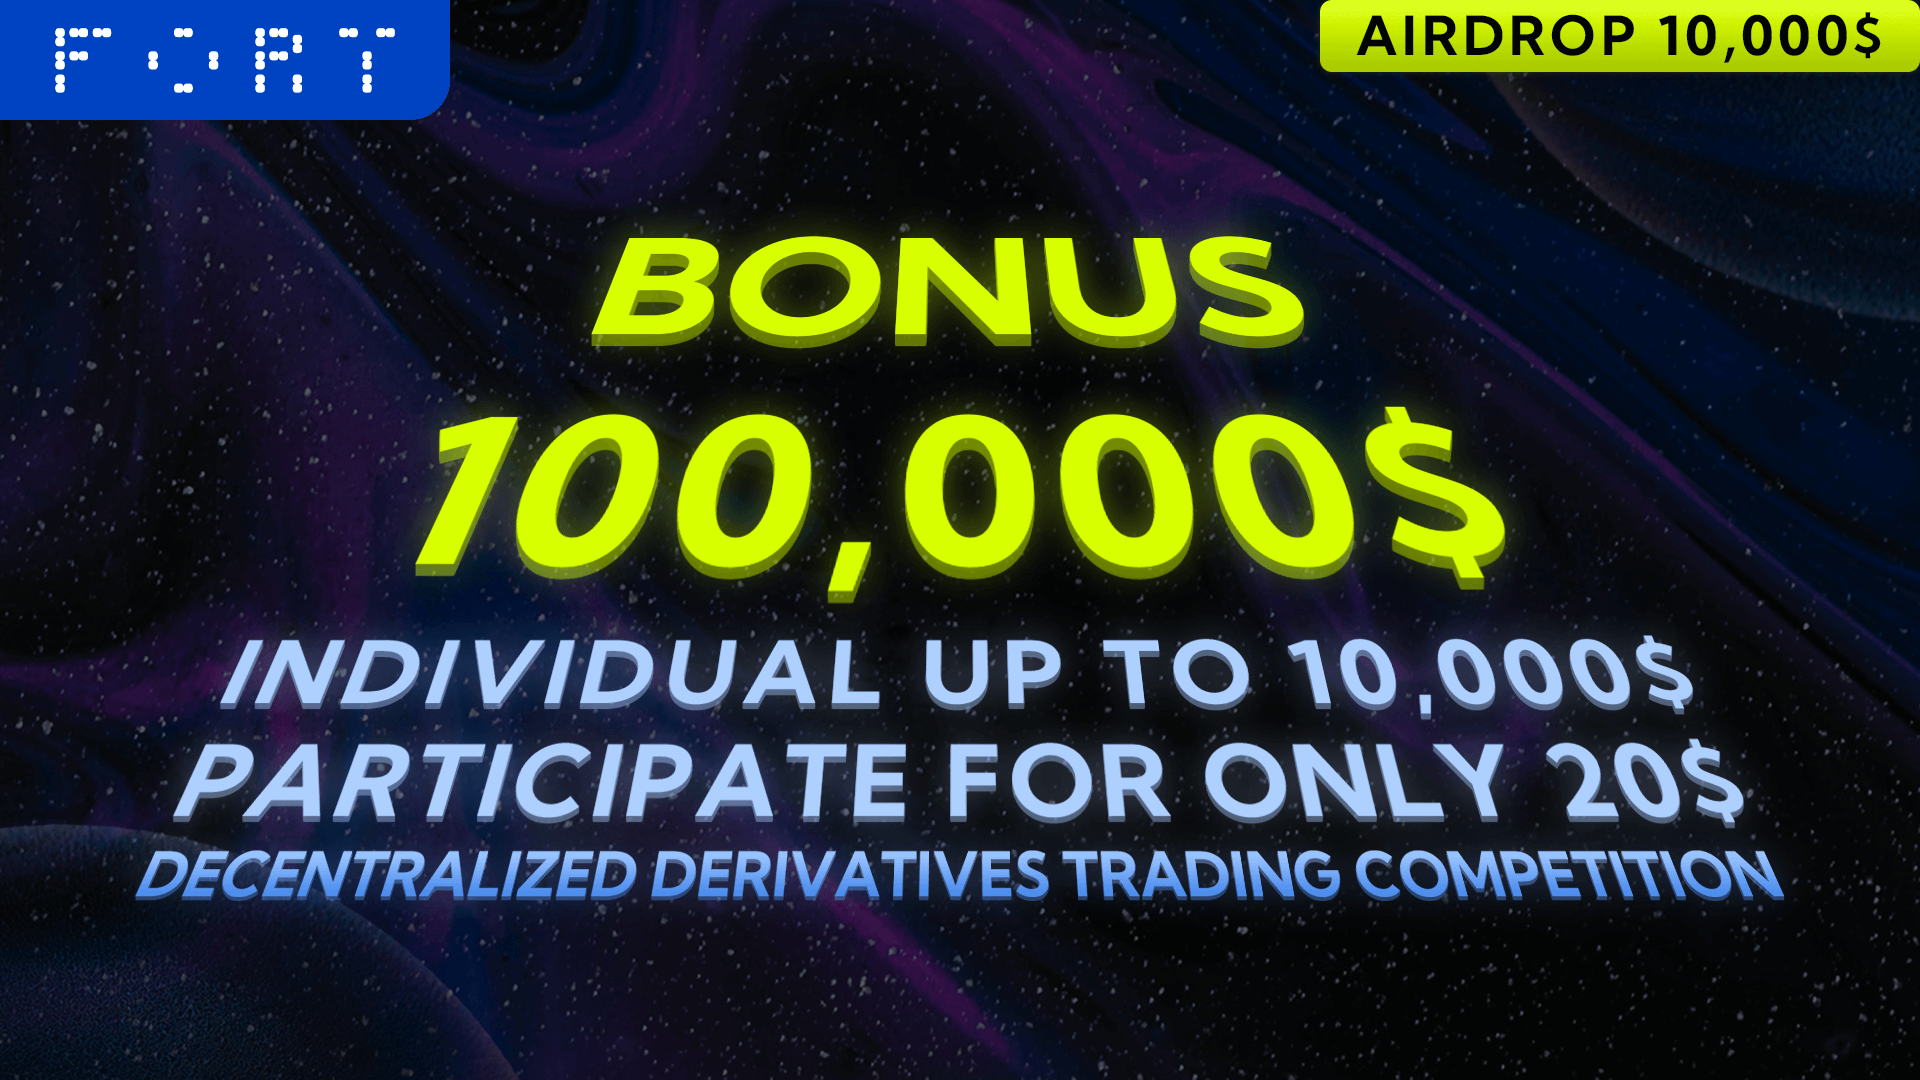 FORT
AIRDROP 10,000$
BONUS
100,000$
INDIVIDUAL UP TO 10,000$
PARTICIPATE FOR ONLY 20$
DECENTRALIZED DERIVATIVES TRADING COMPETITION